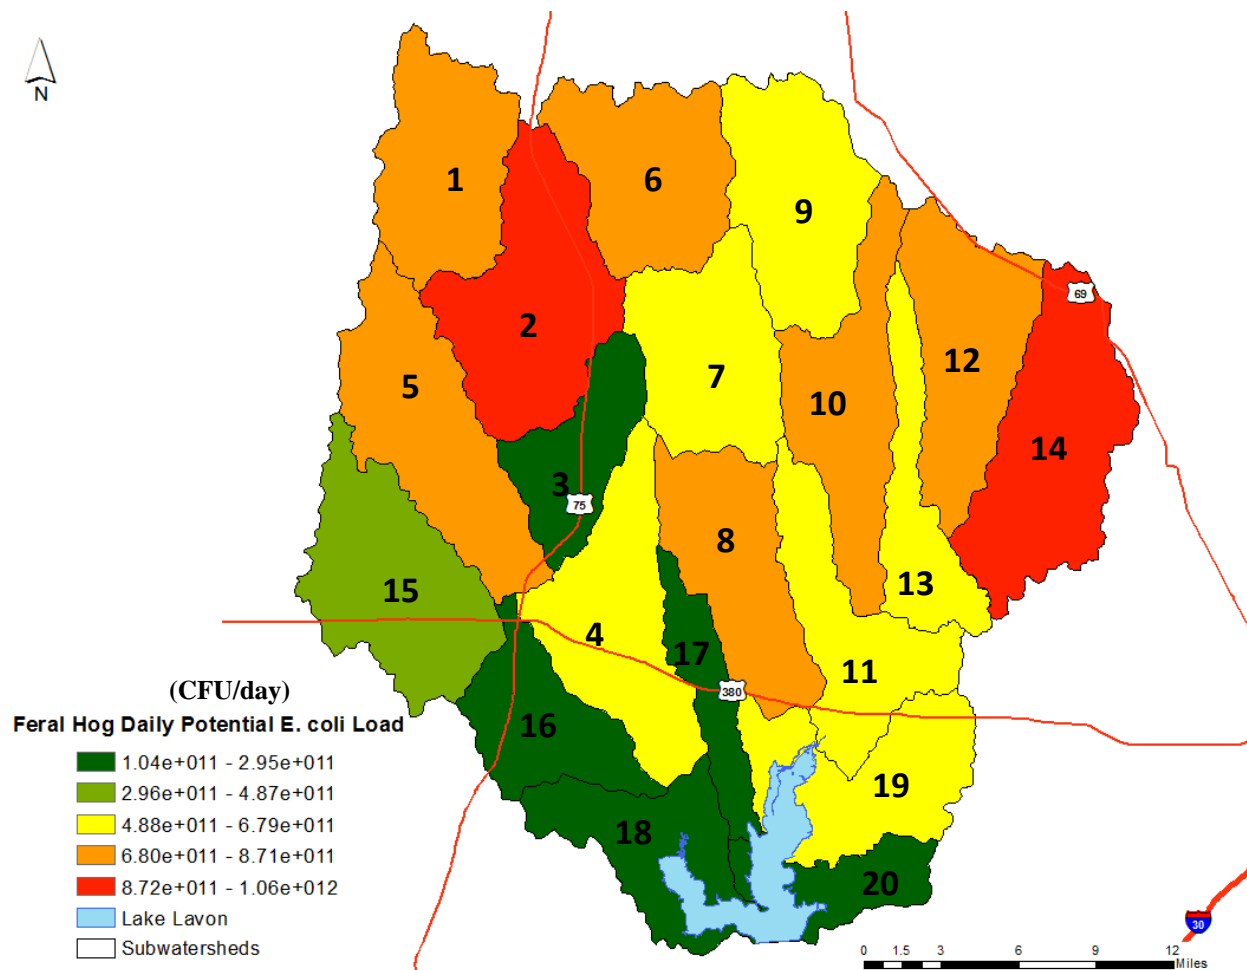 N
1
6
9
2
69
7
12
5
10
14
3
75
8
15
13
4
17
11
(CFU/day)
380
Feral Hog Daily Potential E. coli Load
16
1.04e+011 - 2.95e+011
2.96e+011 - 4.87e+011
4.88e+011 - 6.79e+011
6.80e+011 - 8.71e+011
8.72e+011 - 1.06e+012
Lake Lavon
Subwatersheds
19
18
20
30
0 1.5 3 6 9 12
Miles